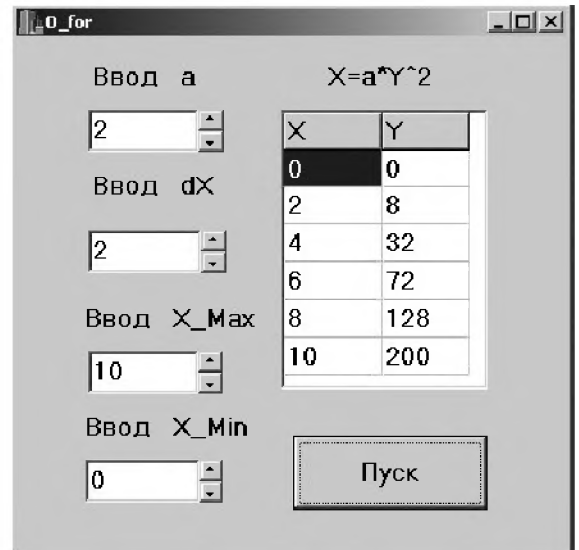 O_for
Ввод a
2
Ввод dX
2
Ввод X_Max
10
Ввод X_Min
0
X=a*Y^2
X Y
0 0
2 8
4 32
6 72
8 128
10 200
Пуск